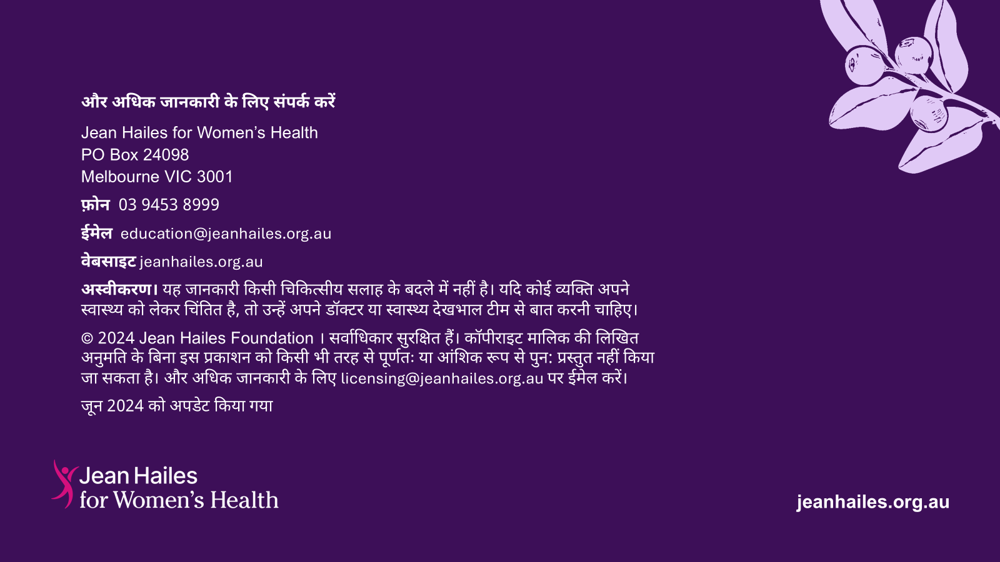 और अधिक जानकारी के लिए संपर्क करें
Jean Hailes for Women’s Health
PO Box 24098
Melbourne VIC 3001
फ़ोन 03 9453 8999
ईमेल education@jeanhailes.org.au
वेबसाइट jeanhailes.org.au
अस्वीकरण। यह जानकारी किसी चिकित्सीय सलाह के बदले में नहीं है। यदि कोई व्यक्ति अपने
स्वास्थ्य को लेकर चिंतित है, तो उन्हें अपने डॉक्टर या स्वास्थ्य देखभाल टीम से बात करनी चाहिए।
© 2024 Jean Hailes Foundation । सर्वाधिकार सुरक्षित हैं। कॉपीराइट मालिक की लिखित
अनुमति के बिना इस प्रकाशन को किसी भी तरह से पूर्णतः या आंशिक रूप से पुन: प्रस्तुत नहीं किया
जा सकता है। और अधिक जानकारी के लिए licensing@jeanhailes.org.au पर ईमेल करें।
जून 2024 को अपडेट किया गया
Jean Hailes
for Women’s Health
jeanhailes.org.au